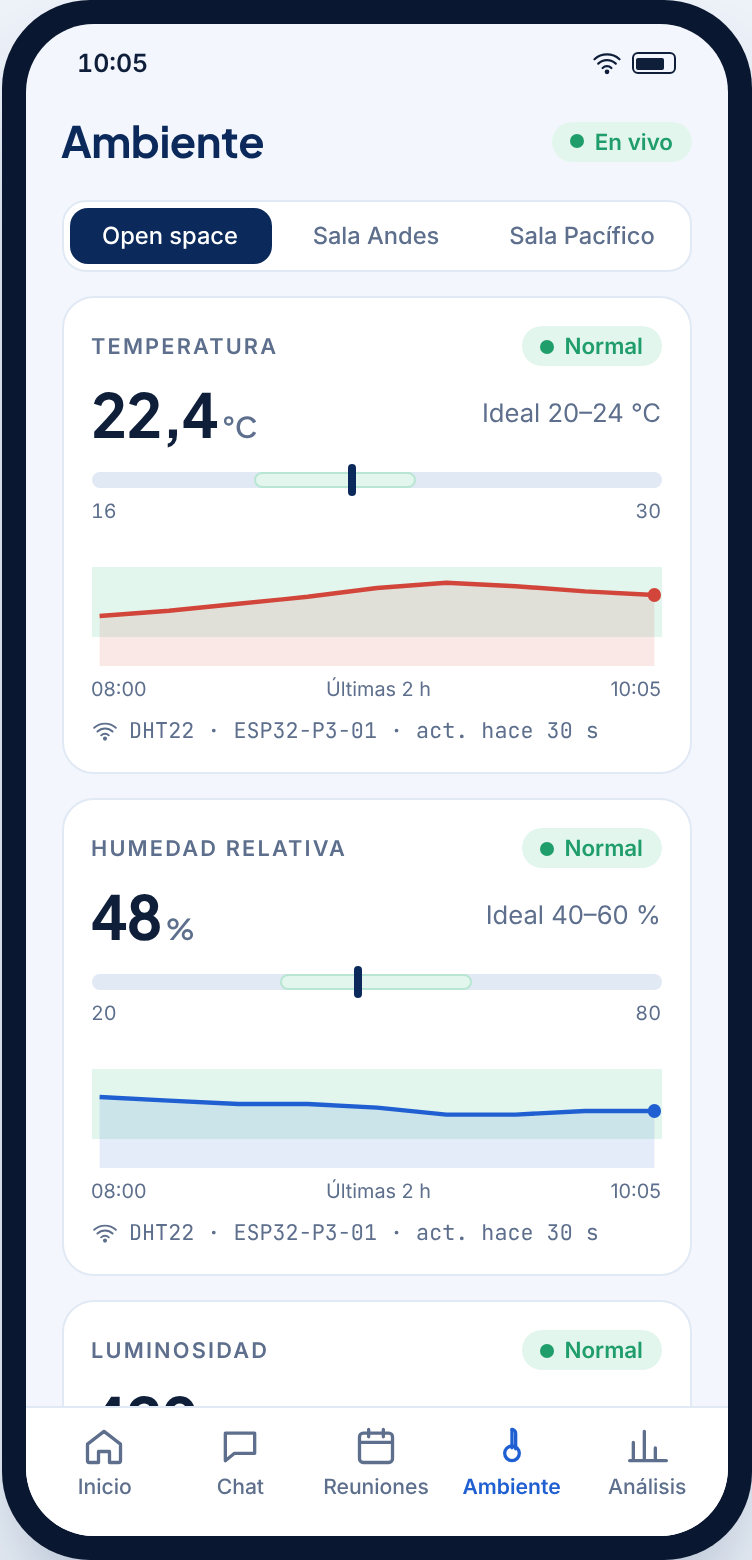 10:05
Ambiente
En vivo
Open space Sala Andes Sala Pacífico
TEMPERATURA
Normal
22,4 °C
Ideal 20–24 °C
16 30
08:00 Últimas 2 h 10:05
DHT22 · ESP32-P3-01 · act. hace 30 s
HUMEDAD RELATIVA
Normal
48 %
Ideal 40–60 %
20 80
08:00 Últimas 2 h 10:05
DHT22 · ESP32-P3-01 · act. hace 30 s
LUMINOSIDAD
Normal
Inicio Chat Reuniones Ambiente Análisis